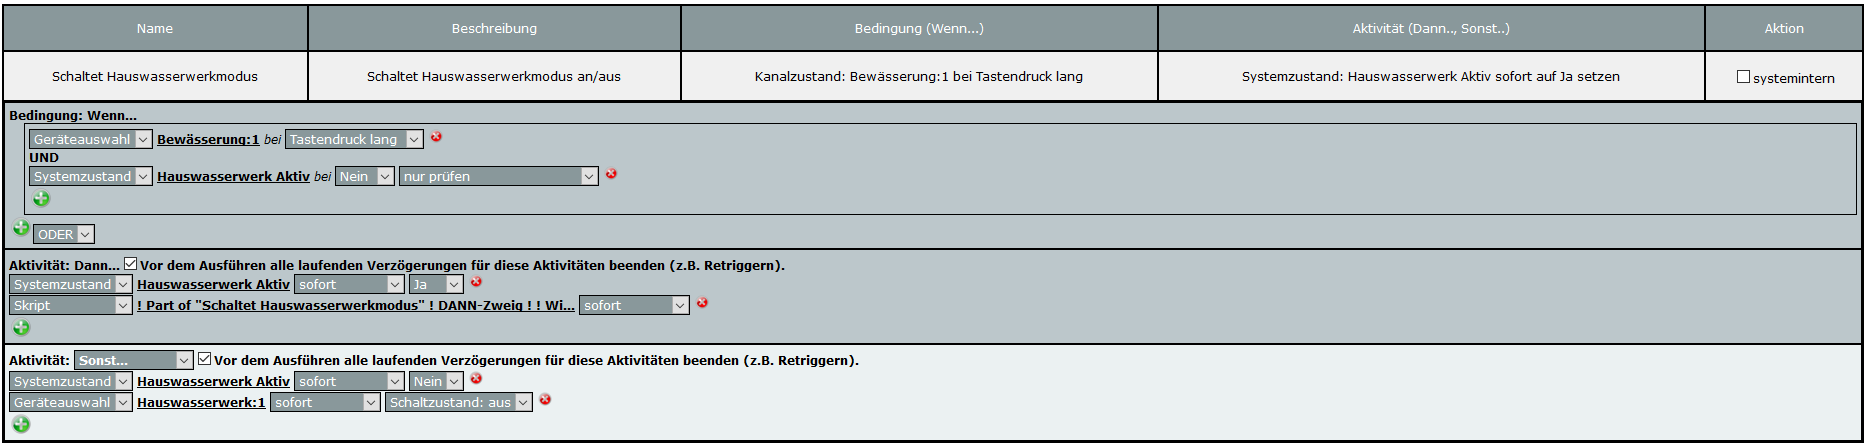 Name Beschreibung Bedingung (Wenn...) Aktivität (Dann.., Sonst..) Aktion
Schaltet Hauswasserwerkmodus Schaltet Hauswasserwerkmodus an/aus Kanalzustand: Bewässerung:1 bei Tastendruck lang Systemzustand: Hauswasserwerk Aktiv sofort auf Ja setzen systemintern
Bedingung: Wenn...
Geräteauswahl Bewässerung:1 bei Tastendruck lang
UND
Systemzustand Hauswasserwerk Aktiv bei Nein nur prüfen
ODER
Aktivität: Dann... Vor dem Ausführen alle laufenden Verzögerungen für diese Aktivitäten beenden (z.B. Retriggern).
Systemzustand Hauswasserwerk Aktiv sofort Ja
Skript ! Part of "Schaltet Hauswasserwerkmodus" ! DANN-Zweig ! ! Wi... sofort
Aktivität: Sonst... Vor dem Ausführen alle laufenden Verzögerungen für diese Aktivitäten beenden (z.B. Retriggern).
Systemzustand Hauswasserwerk Aktiv sofort Nein
Geräteauswahl Hauswasserwerk:1 sofort Schaltzustand: aus